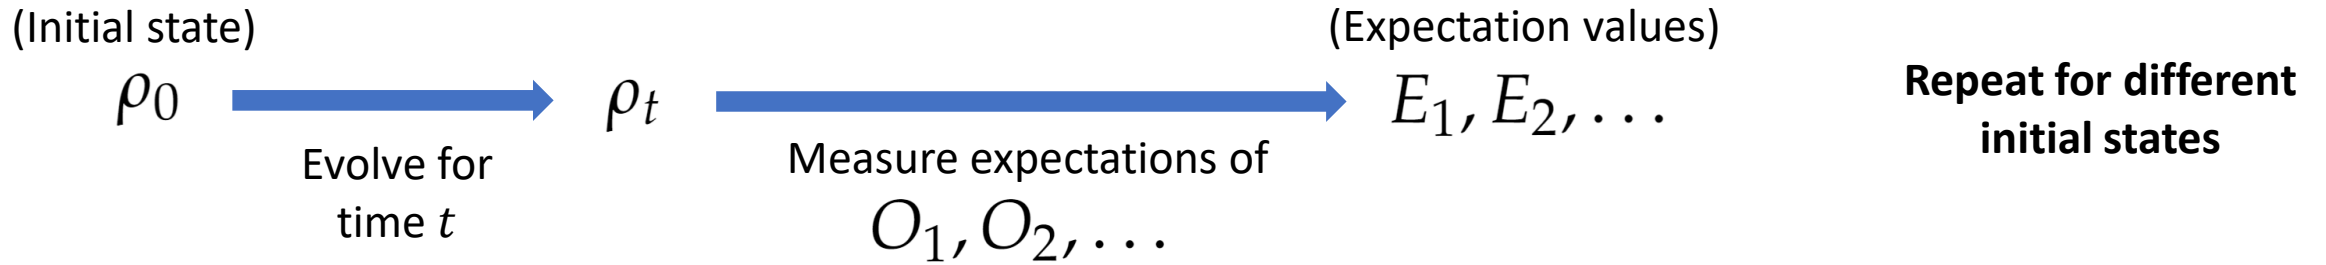 (Initial state)
ρ₀
Evolve for
time t
ρₜ
Measure expectations of
O₁, O₂, . . .
(Expectation values)
E₁, E₂, . . .
Repeat for different
initial states